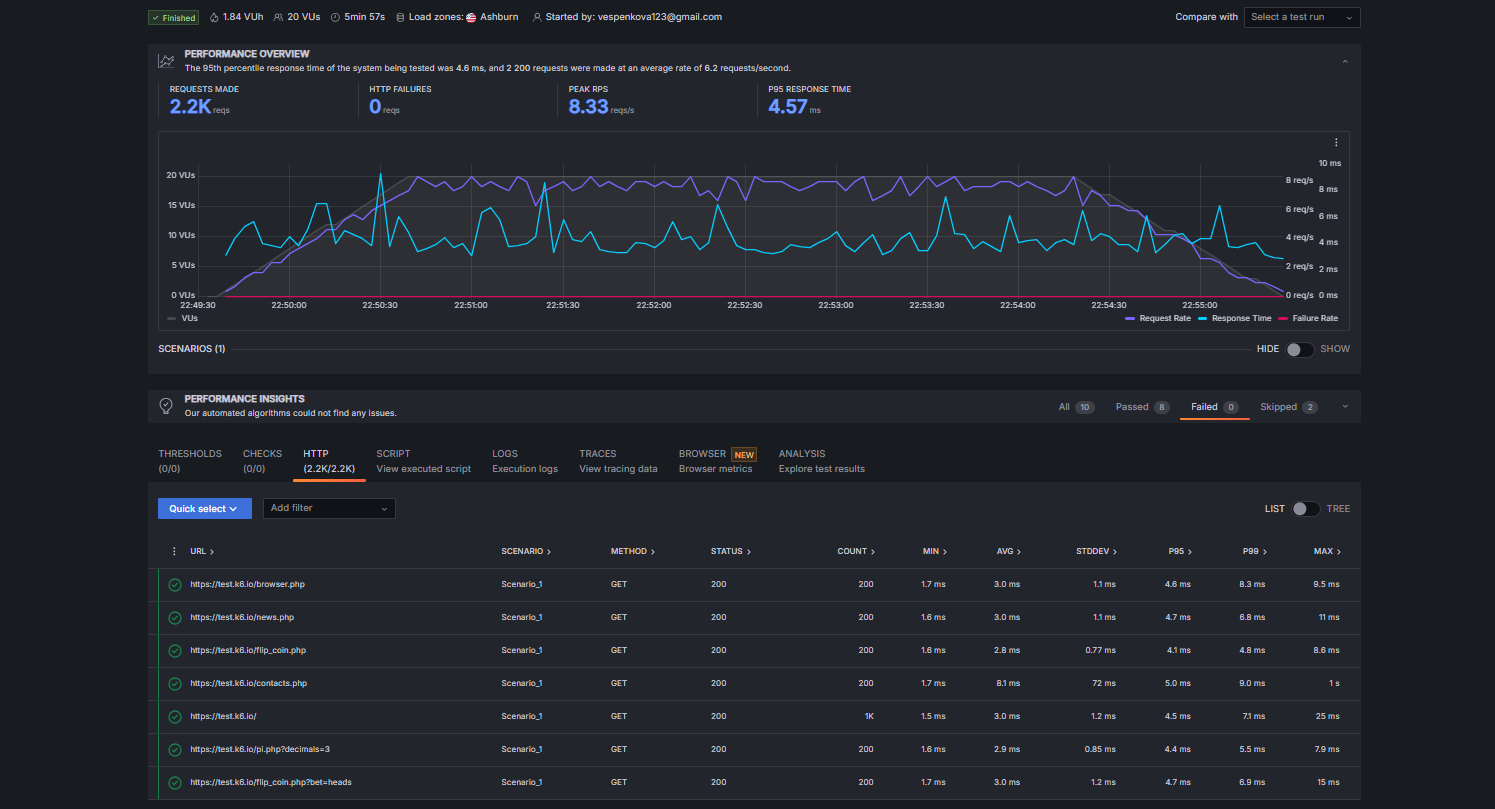 Finished 1.84 VUh 20 VUs 5min 57s Load zones: Ashburn Started by: vespenkova123@gmail.com Compare with Select a test run
PERFORMANCE OVERVIEW
The 95th percentile response time of the system being tested was 4.6 ms, and 2 200 requests were made at an average rate of 6.2 requests/second.
REQUESTS MADE HTTP FAILURES PEAK RPS P95 RESPONSE TIME
2.2K reqs 0 reqs 8.33 reqs/s 4.57 ms
10 ms
20 VUs 8 req/s 8 ms
15 VUs 6 req/s 6 ms
10 VUs 4 req/s 4 ms
5 VUs 2 req/s 2 ms
0 VUs 0 req/s 0 ms
22:49:30 22:50:00 22:50:30 22:51:00 22:51:30 22:52:00 22:52:30 22:53:00 22:53:30 22:54:00 22:54:30 22:55:00
VUs Request Rate Response Time Failure Rate
SCENARIOS (1) HIDE SHOW
PERFORMANCE INSIGHTS
Our automated algorithms could not find any issues.
All 10 Passed 8 Failed 0 Skipped 2
THRESHOLDS CHECKS HTTP SCRIPT LOGS TRACES BROWSER NEW ANALYSIS
(0/0) (0/0) (2.2K/2.2K) View executed script Execution logs View tracing data Browser metrics Explore test results
Quick select Add filter LIST TREE
URL SCENARIO METHOD STATUS COUNT MIN AVG STDDEV P95 P99 MAX
https://test.k6.io/browser.php Scenario_1 GET 200 200 1.7 ms 3.0 ms 1.1 ms 4.6 ms 8.3 ms 9.5 ms
https://test.k6.io/news.php Scenario_1 GET 200 200 1.6 ms 3.0 ms 1.1 ms 4.7 ms 6.8 ms 11 ms
https://test.k6.io/flip_coin.php Scenario_1 GET 200 200 1.6 ms 2.8 ms 0.77 ms 4.1 ms 4.8 ms 8.6 ms
https://test.k6.io/contacts.php Scenario_1 GET 200 200 1.7 ms 8.1 ms 72 ms 5.0 ms 9.0 ms 1 s
https://test.k6.io/ Scenario_1 GET 200 1K 1.5 ms 3.0 ms 1.2 ms 4.5 ms 7.1 ms 25 ms
https://test.k6.io/pi.php?decimals=3 Scenario_1 GET 200 200 1.6 ms 2.9 ms 0.85 ms 4.4 ms 5.5 ms 7.9 ms
https://test.k6.io/flip_coin.php?bet=heads Scenario_1 GET 200 200 1.7 ms 3.0 ms 1.2 ms 4.7 ms 6.9 ms 15 ms